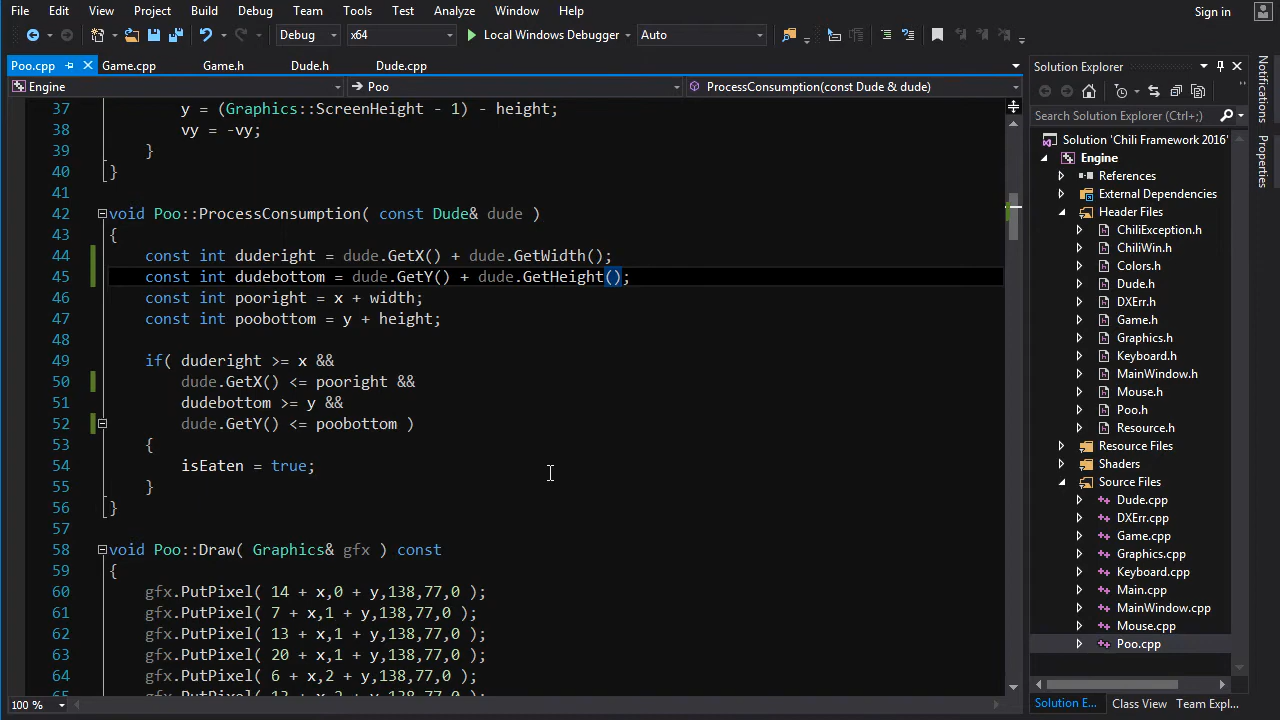 File Edit View Project Build Debug Team Tools Test Analyze Window Help Sign in
Debug x64 Local Windows Debugger Auto
Poo.cpp Game.cpp Game.h Dude.h Dude.cpp
Engine Poo ProcessConsumption(const Dude & dude)
37 y = (Graphics::ScreenHeight - 1) - height;
38 vy = -vy;
39 }
40 }
41
42 void Poo::ProcessConsumption( const Dude& dude )
43 {
44 const int duderight = dude.GetX() + dude.GetWidth();
45 const int dudebottom = dude.GetY() + dude.GetHeight();
46 const int pooright = x + width;
47 const int poobottom = y + height;
48
49 if( duderight >= x &&
50 dude.GetX() <= pooright &&
51 dudebottom >= y &&
52 dude.GetY() <= poobottom )
53 {
54 isEaten = true;
55 }
56 }
57
58 void Poo::Draw( Graphics& gfx ) const
59 {
60 gfx.PutPixel( 14 + x,0 + y,138,77,0 );
61 gfx.PutPixel( 7 + x,1 + y,138,77,0 );
62 gfx.PutPixel( 13 + x,1 + y,138,77,0 );
63 gfx.PutPixel( 20 + x,1 + y,138,77,0 );
64 gfx.PutPixel( 6 + x,2 + y,138,77,0 );
65 gfx.PutPixel( 13 + x,2 + y,138,77,0 );
100 %
Solution Explorer
Search Solution Explorer (Ctrl+;)
Solution 'Chili Framework 2016'
Engine
References
External Dependencies
Header Files
ChiliException.h
ChiliWin.h
Colors.h
Dude.h
DXErr.h
Game.h
Graphics.h
Keyboard.h
MainWindow.h
Mouse.h
Poo.h
Resource.h
Resource Files
Shaders
Source Files
Dude.cpp
DXErr.cpp
Game.cpp
Graphics.cpp
Keyboard.cpp
Main.cpp
MainWindow.cpp
Mouse.cpp
Poo.cpp
Solution E... Class View Team Expl...
Notifications
Properties